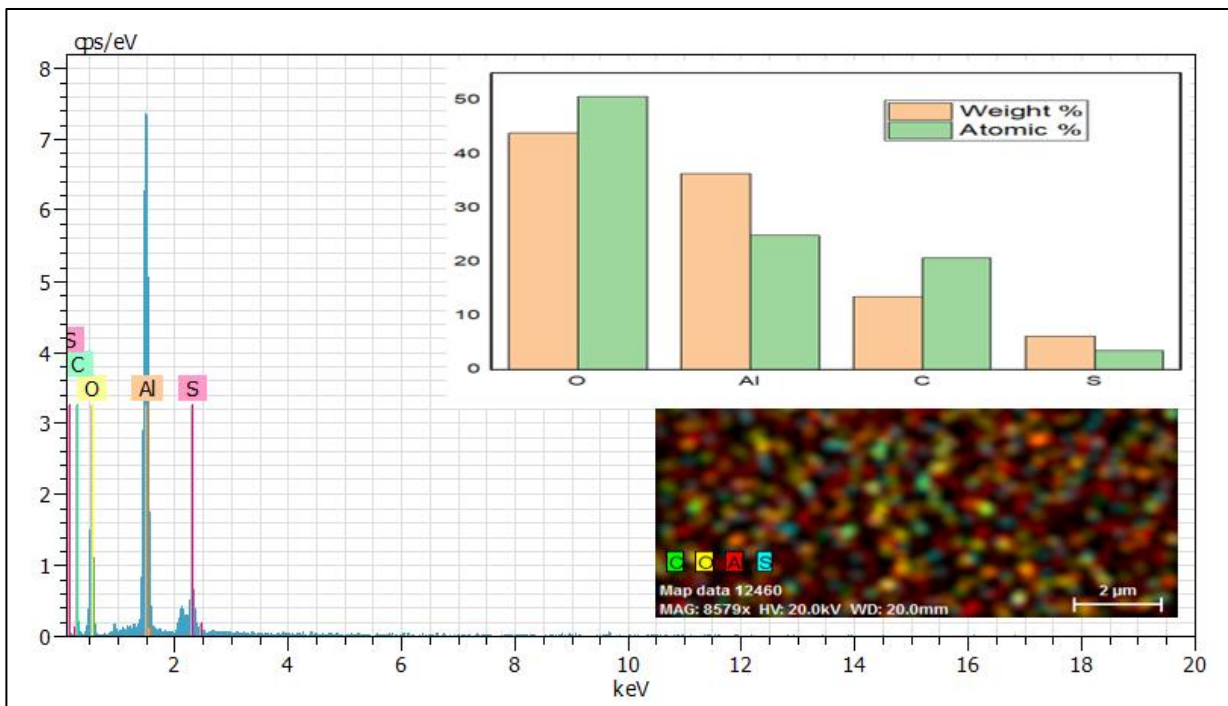 cps/eV
8
7
6
5
4
3
2
1
0
S
C
O
Al
S
50
40
30
20
10
0
Weight %
Atomic %
O Al C S
C O A S
Map data 12460
MAG: 8579x HV: 20.0kV WD: 20.0mm
2 μm
2 4 6 8 10 12 14 16 18 20
keV